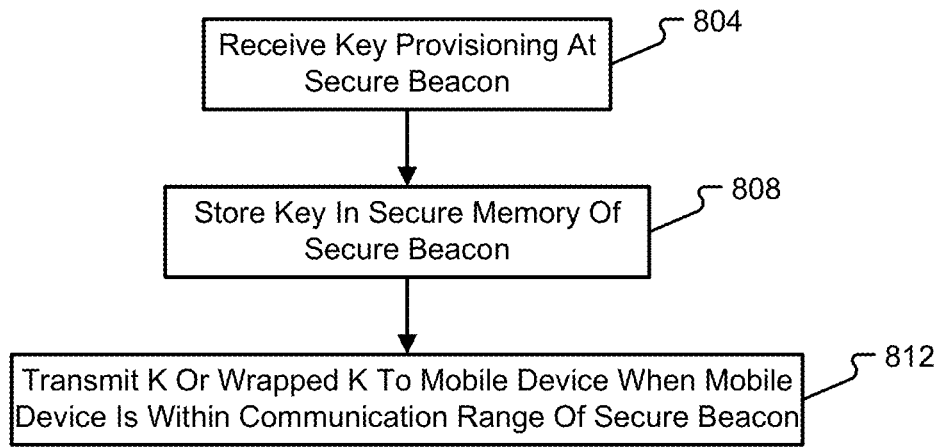 Receive Key Provisioning At
Secure Beacon
804
Store Key In Secure Memory Of
Secure Beacon
808
Transmit K Or Wrapped K To Mobile Device When Mobile
Device Is Within Communication Range Of Secure Beacon
812